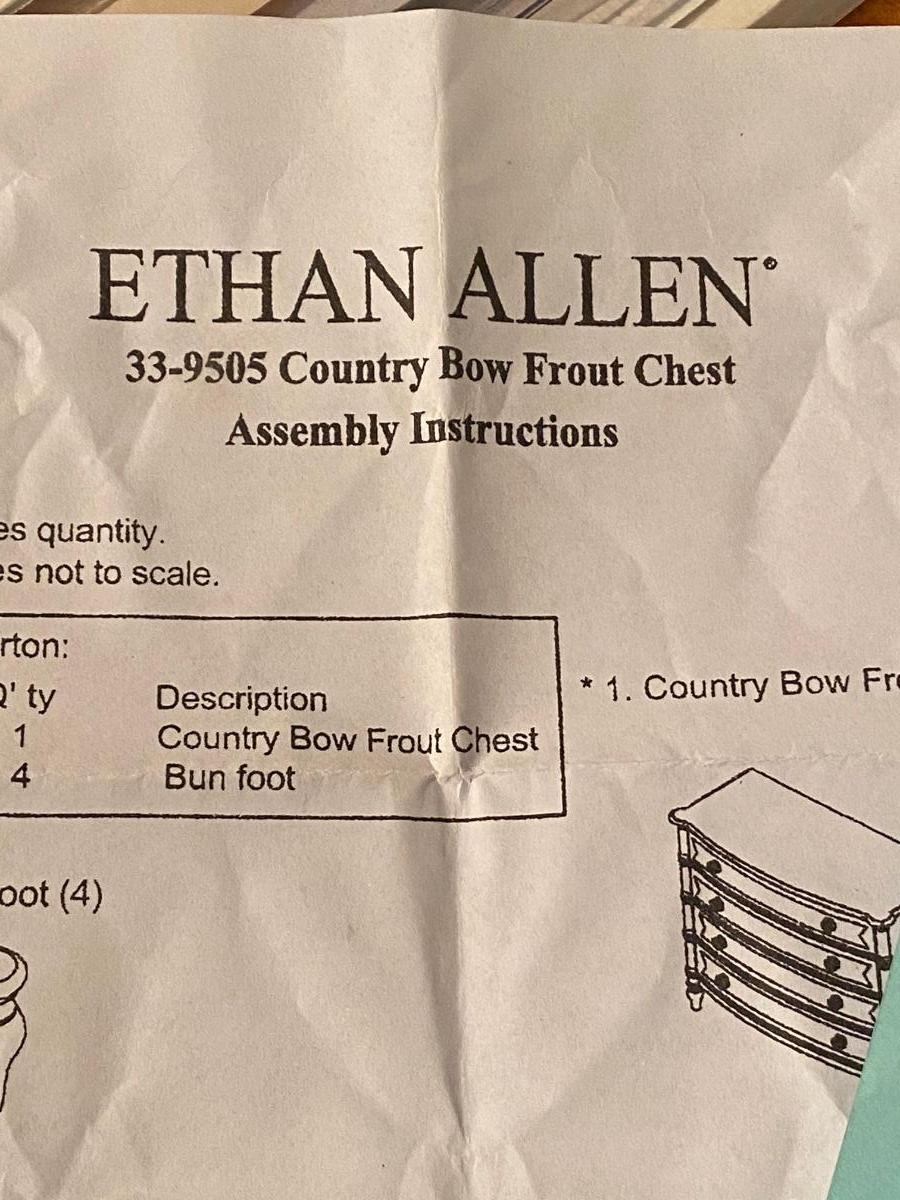 ETHAN ALLEN®
33-9505 Country Bow Frout Chest
Assembly Instructions
es quantity.
es not to scale.
rton:
Q' ty Description
1 Country Bow Frout Chest
4 Bun foot
* 1. Country Bow Fro
oot (4)